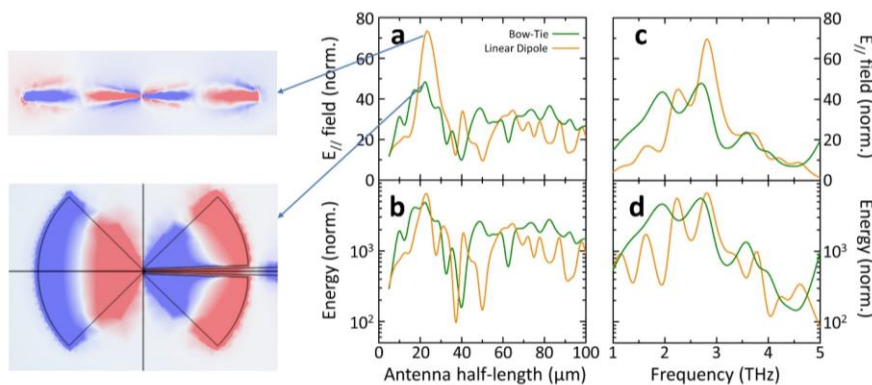 a
Bow-Tie
Linear Dipole
E// field (norm.)
80
60
40
20
0
c
E// field (norm.)
80
60
40
20
0
b
Energy (norm.)
10³
10²
0 20 40 60 80 100
Antenna half-length (µm)
d
Energy (norm.)
10³
10²
1 2 3 4 5
Frequency (THz)